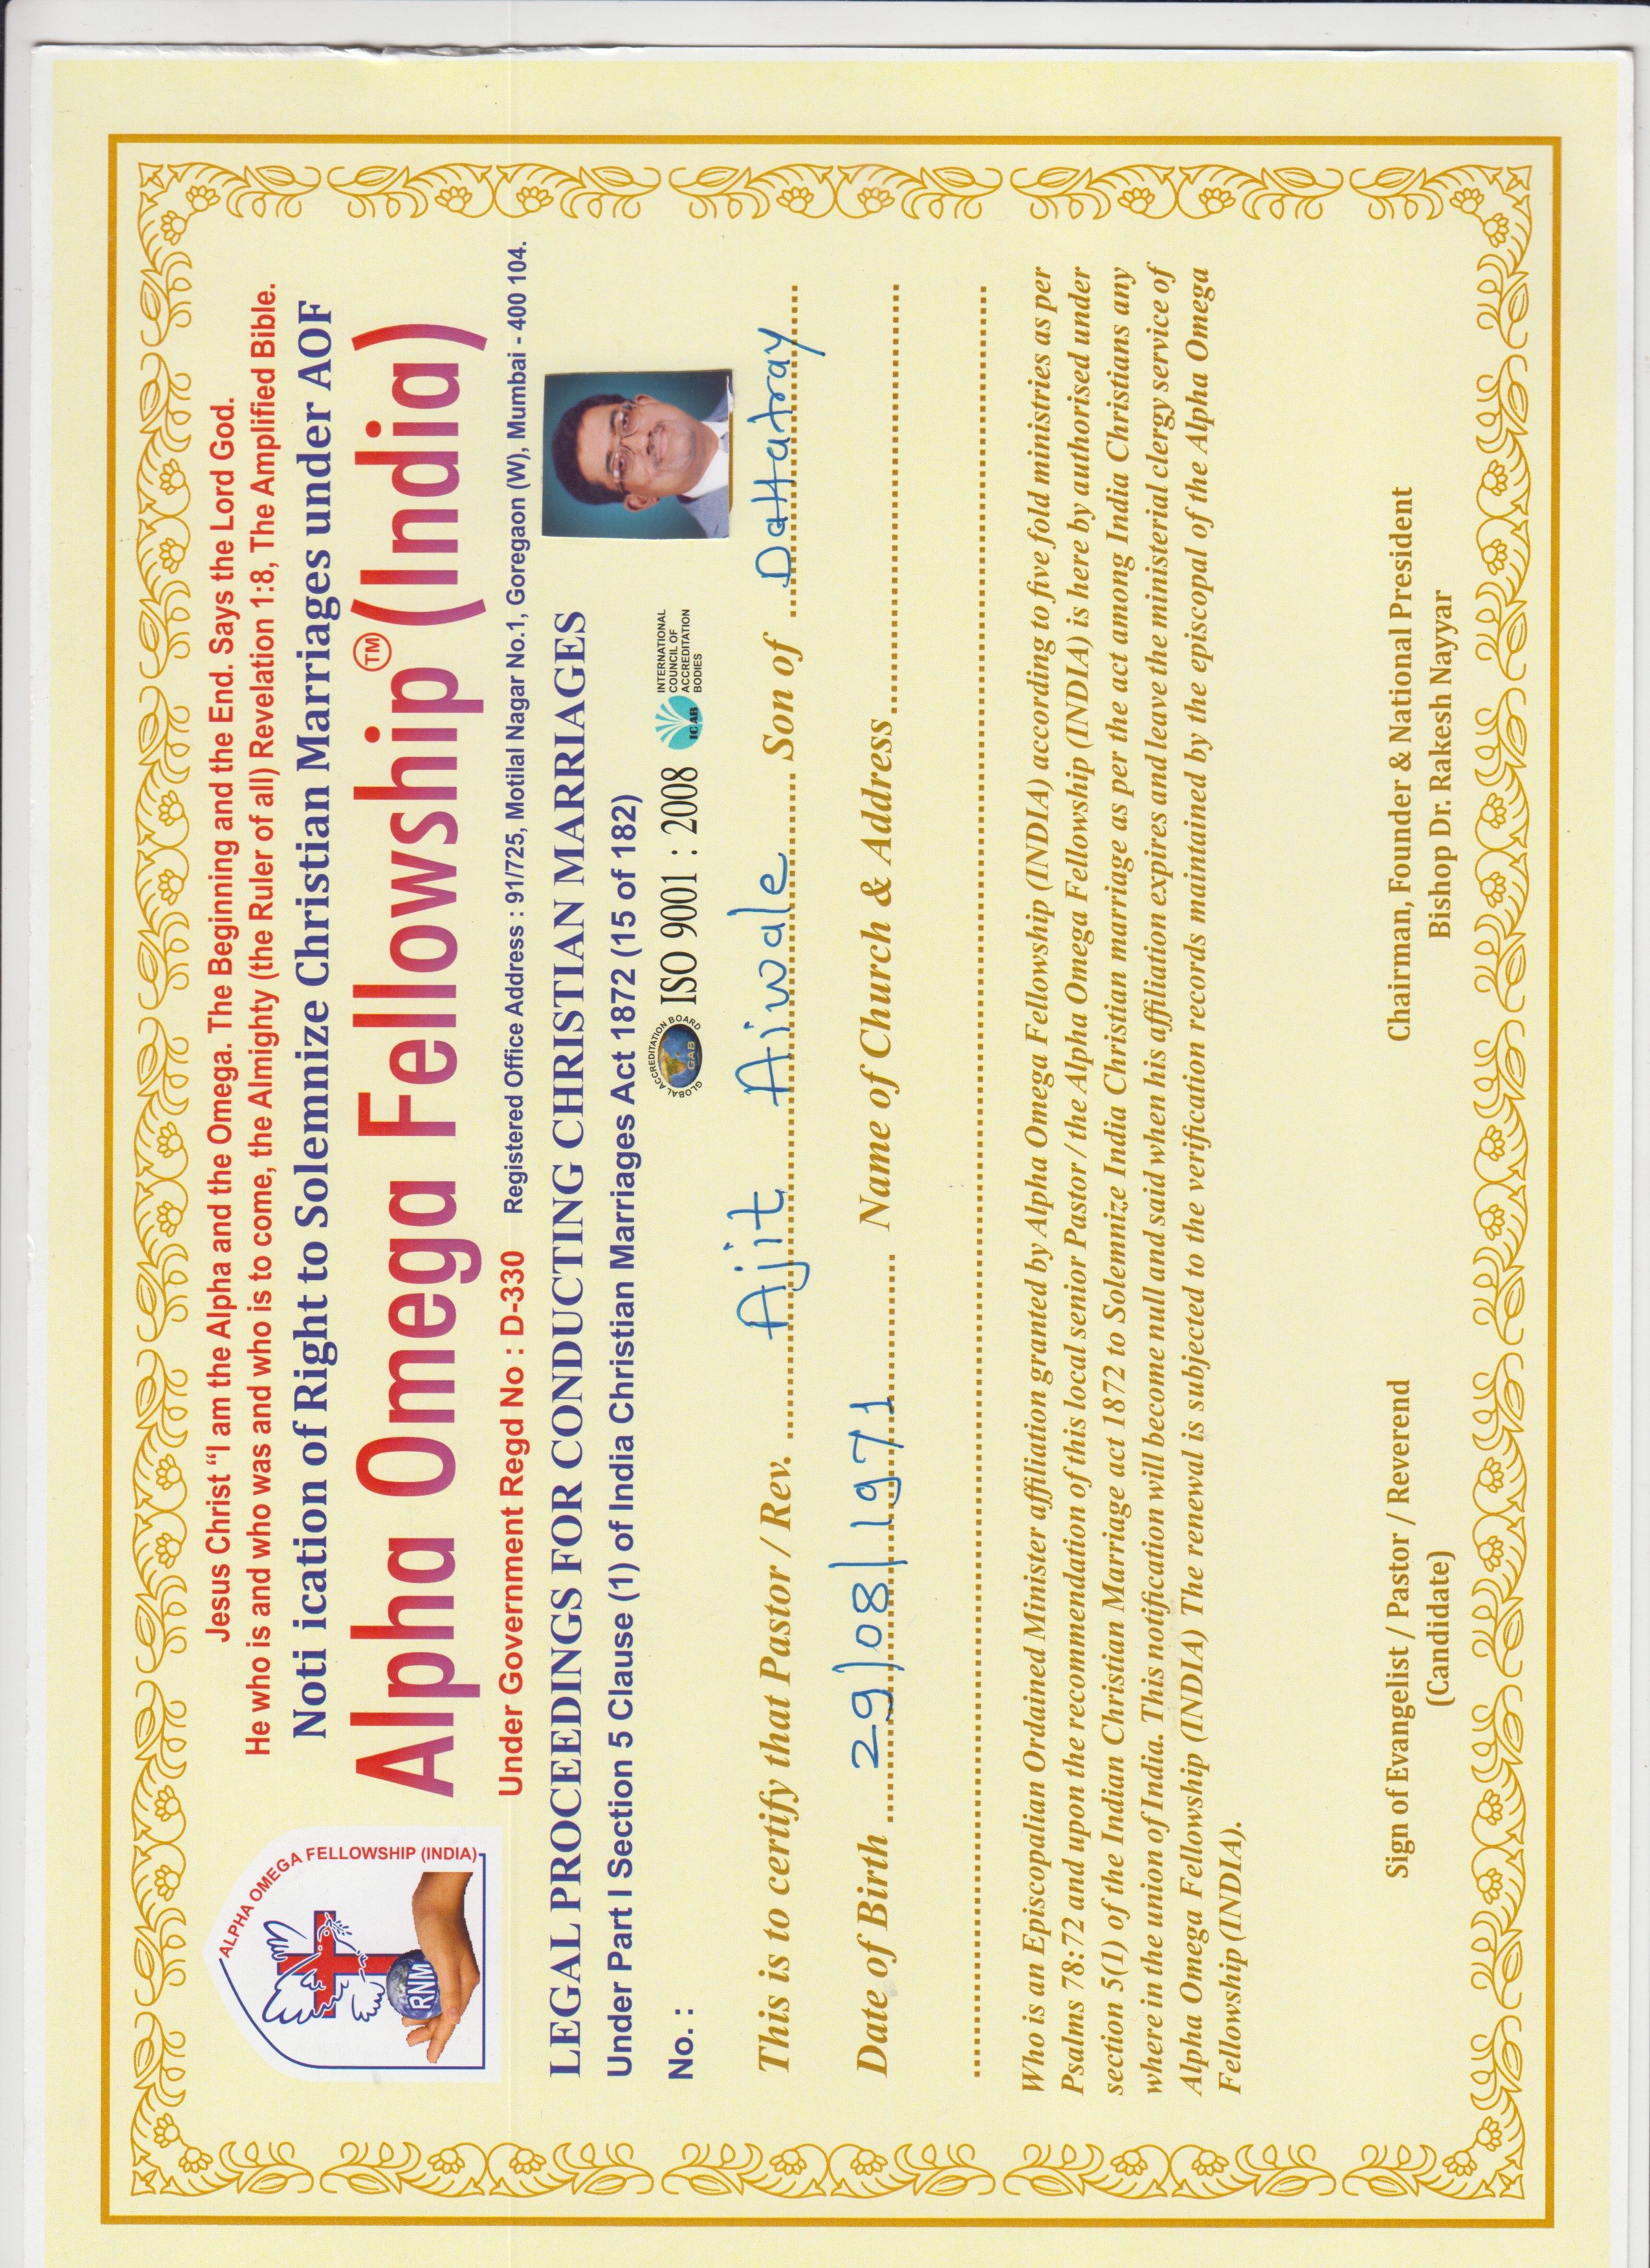 ALPHA OMEGA FELLOWSHIP (INDIA)
RNM
Jesus Christ “I am the Alpha and the Omega. The Beginning and the End. Says the Lord God.
He who is and who was and who is to come, the Almighty (the Ruler of all) Revelation 1:8, The Amplified Bible.
Noti ication of Right to Solemnize Christian Marriages under AOF
Alpha Omega Fellowship TM (India)
Under Government Regd No : D-330 Registered Office Address : 91/725, Motilal Nagar No.1, Goregaon (W), Mumbai - 400 104.
LEGAL PROCEEDINGS FOR CONDUCTING CHRISTIAN MARRIAGES
Under Part I Section 5 Clause (1) of India Christian Marriages Act 1872 (15 of 182)
No. :
GLOBAL ACCREDITATION BOARD
GAB
ISO 9001 : 2008
ICAB
INTERNATIONAL
COUNCIL OF
ACCREDITATION
BODIES
This is to certify that Pastor / Rev. Ajit Aiwale Son of Dattatray
Date of Birth 29/08/1971 Name of Church & Address
Who is an Episcopalian Ordained Minister affiliation granted by Alpha Omega Fellowship (INDIA) according to five fold ministries as per
Psalms 78:72 and upon the recommendation of this local senior Pastor / the Alpha Omega Fellowship (INDIA) is here by authorised under
section 5(1) of the Indian Christian Marriage act 1872 to Solemnize India Christian marriage as per the act among India Christians any
where in the union of India. This notification will become null and said when his affiliation expires and leave the ministerial clergy service of
Alpha Omega Fellowship (INDIA) The renewal is subjected to the verification records maintained by the episcopal of the Alpha Omega
Fellowship (INDIA).
Sign of Evangelist / Pastor / Reverend
(Candidate)
Chairman, Founder & National President
Bishop Dr. Rakesh Nayyar